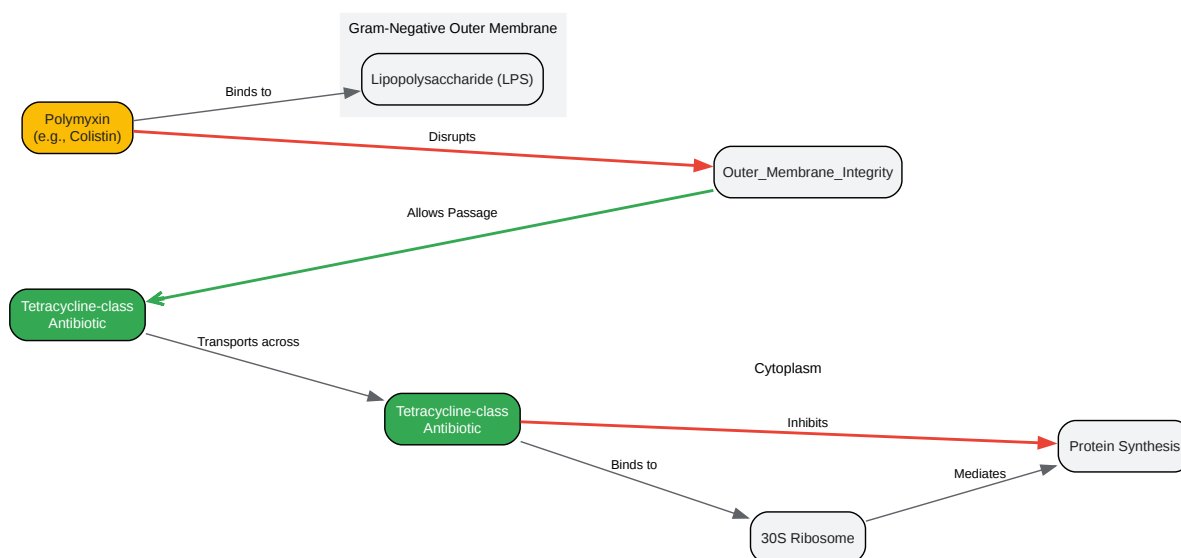 Gram-Negative Outer Membrane
Lipopolysaccharide (LPS)
Binds to
Polymyxin
(e.g., Colistin)
Disrupts
Outer_Membrane_Integrity
Allows Passage
Tetracycline-class
Antibiotic
Transports across
Cytoplasm
Tetracycline-class
Antibiotic
Inhibits
Protein Synthesis
Binds to
Mediates
30S Ribosome